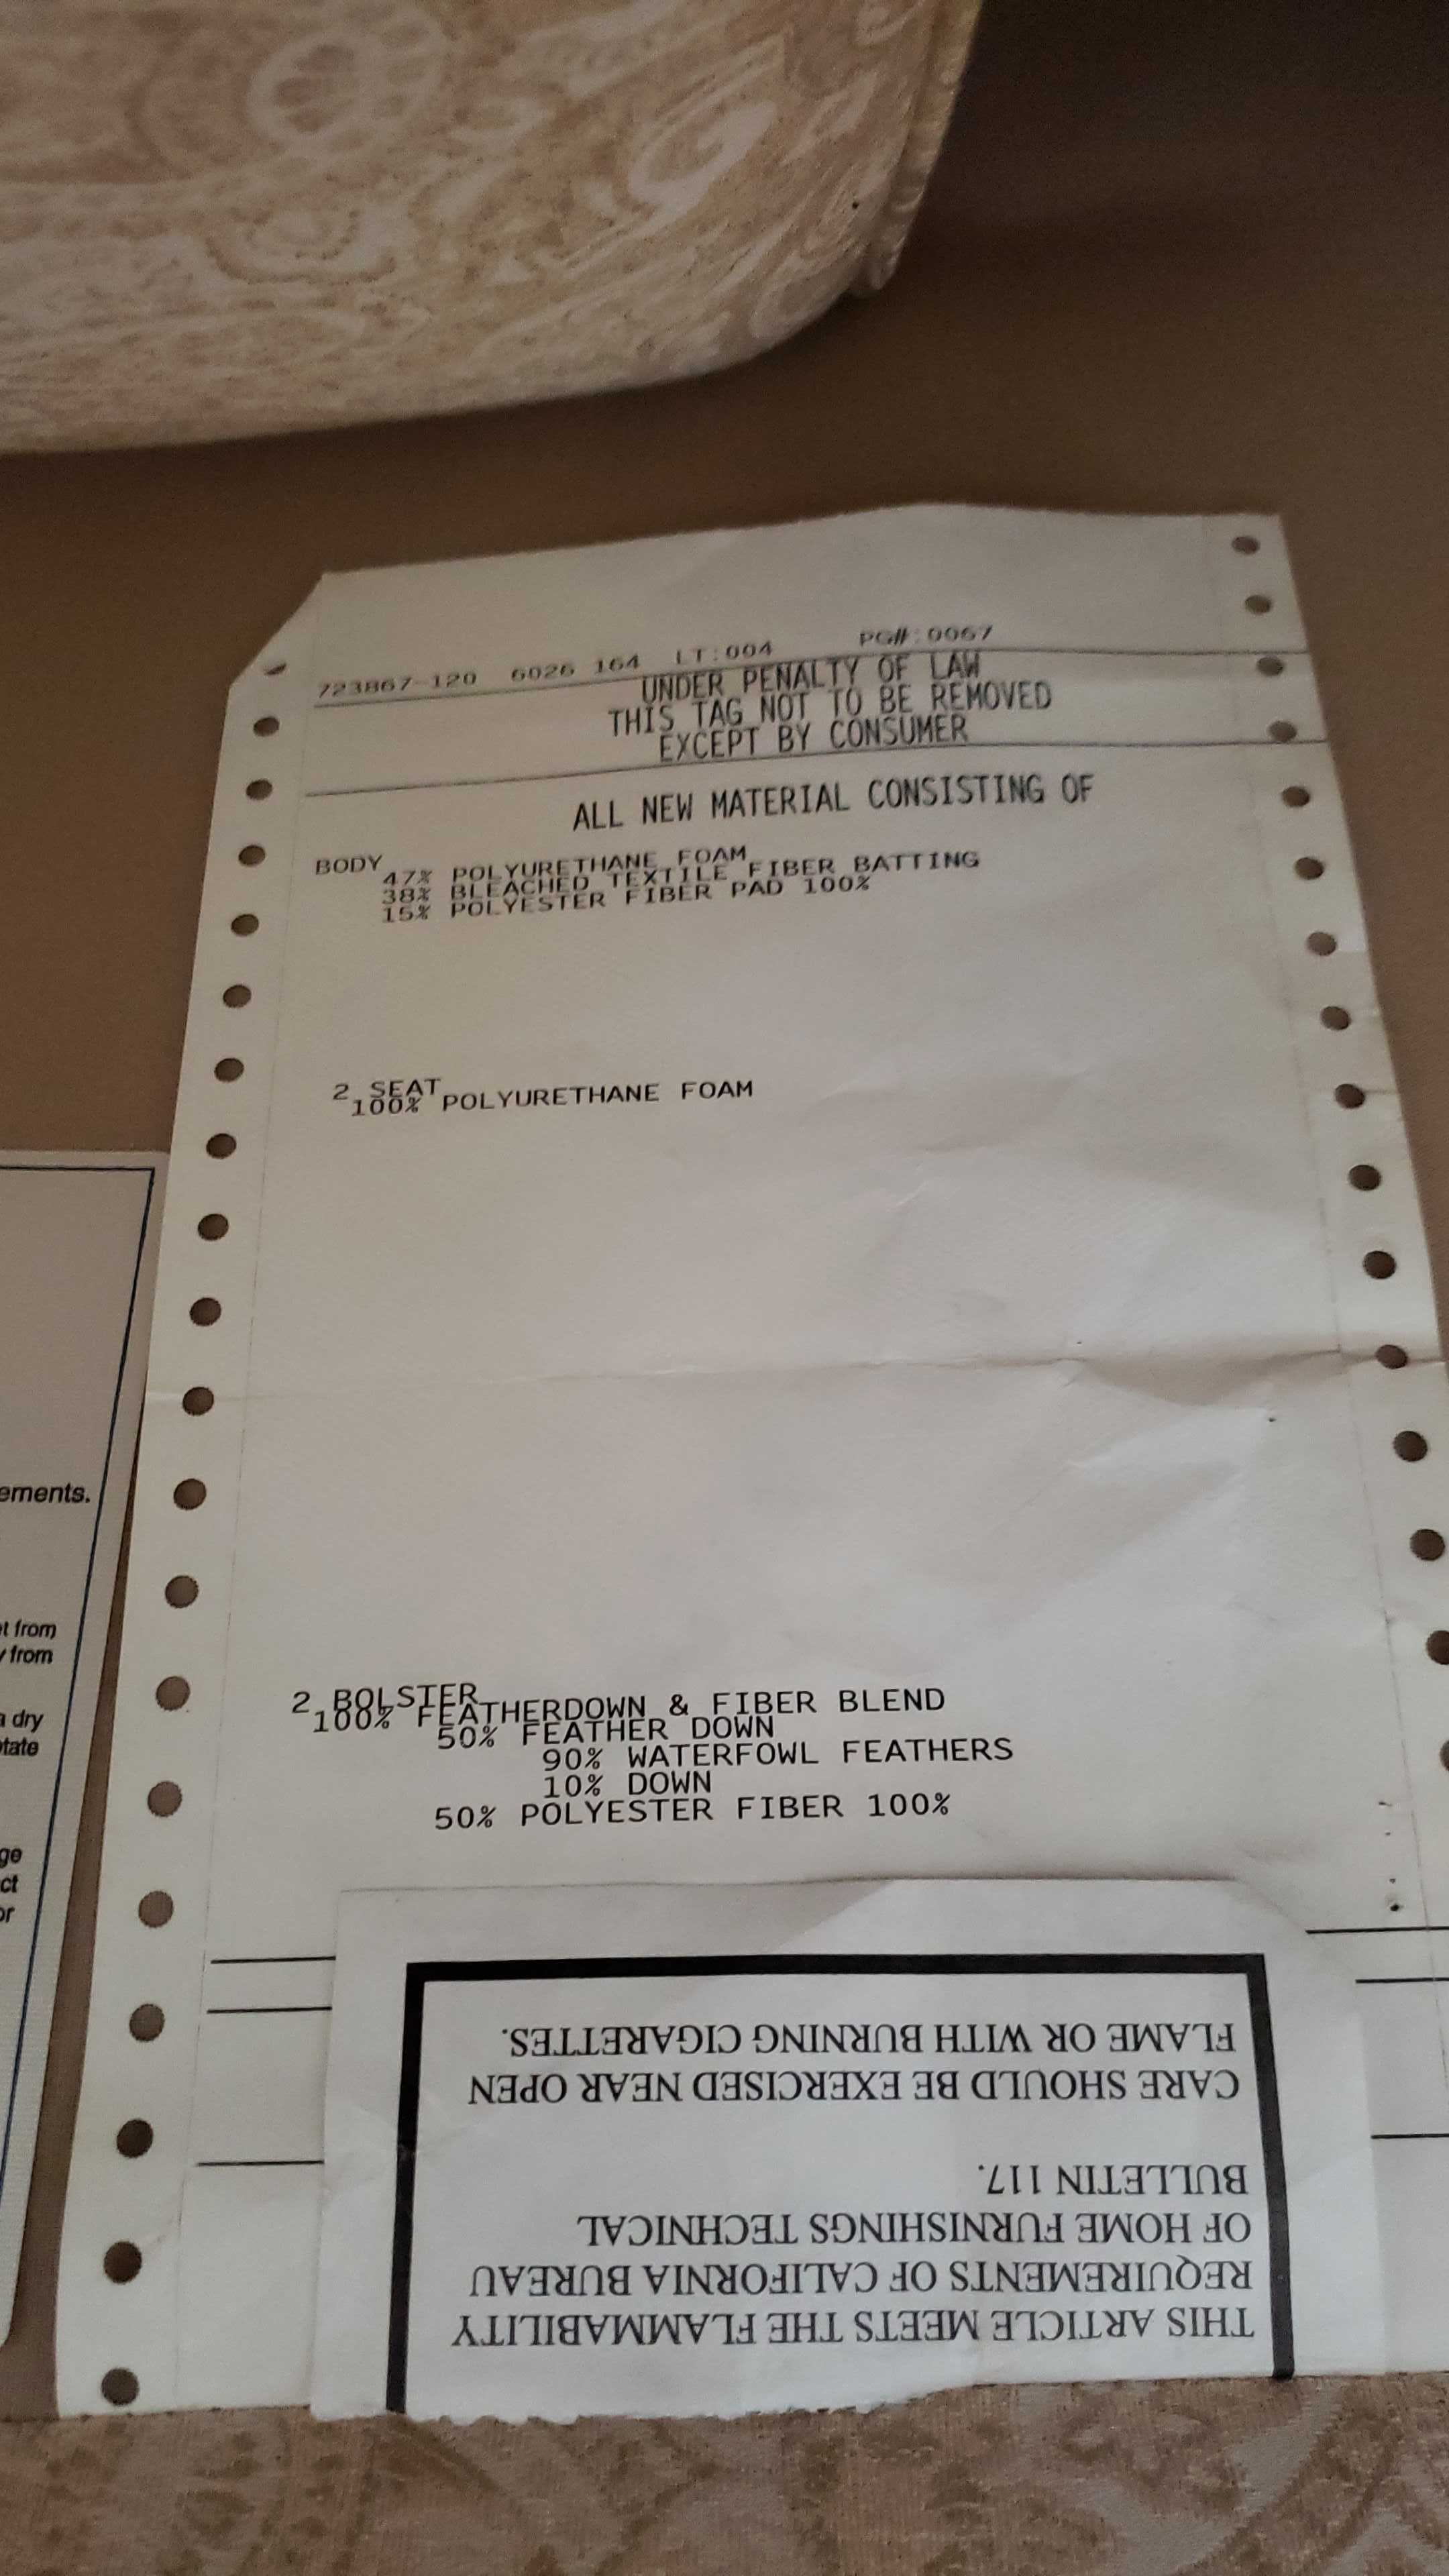 723867-120 6026 164 LT:004 PG#:0067
UNDER PENALTY OF LAW
THIS TAG NOT TO BE REMOVED
EXCEPT BY CONSUMER
ALL NEW MATERIAL CONSISTING OF
BODY
47% POLYURETHANE FOAM
38% BLEACHED TEXTILE FIBER BATTING
15% POLYESTER FIBER PAD 100%
2 SEAT
100% POLYURETHANE FOAM
2 BOLSTER
100% FEATHERDOWN & FIBER BLEND
50% FEATHER DOWN
90% WATERFOWL FEATHERS
10% DOWN
50% POLYESTER FIBER 100%
THIS ARTICLE MEETS THE FLAMMABILITY
REQUIREMENTS OF CALIFORNIA BUREAU
OF HOME FURNISHINGS TECHNICAL
BULLETIN 117.
CARE SHOULD BE EXERCISED NEAR OPEN
FLAME OR WITH BURNING CIGARETTES.
ements.
from
from
dry